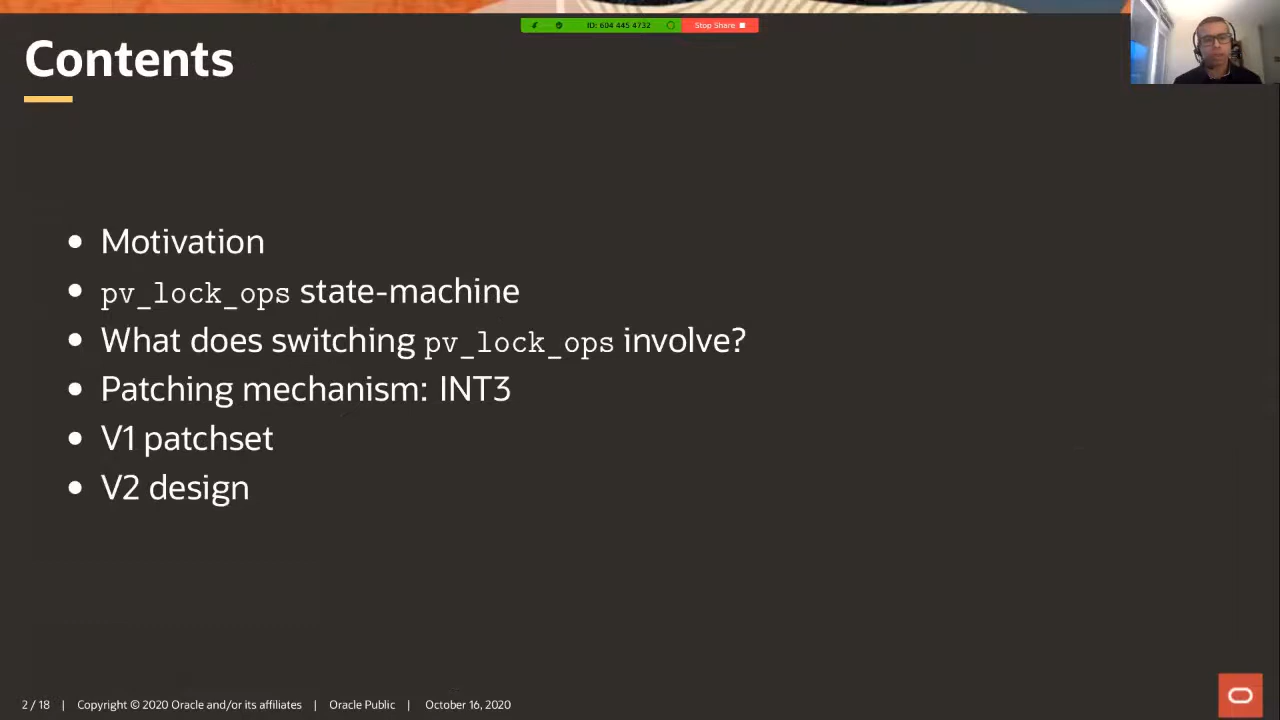 ID: 604 445 4732 Stop Share
Contents
Motivation
pv_lock_ops state-machine
What does switching pv_lock_ops involve?
Patching mechanism: INT3
V1 patchset
V2 design
2 / 18 | Copyright © 2020 Oracle and/or its affiliates | Oracle Public | October 16, 2020